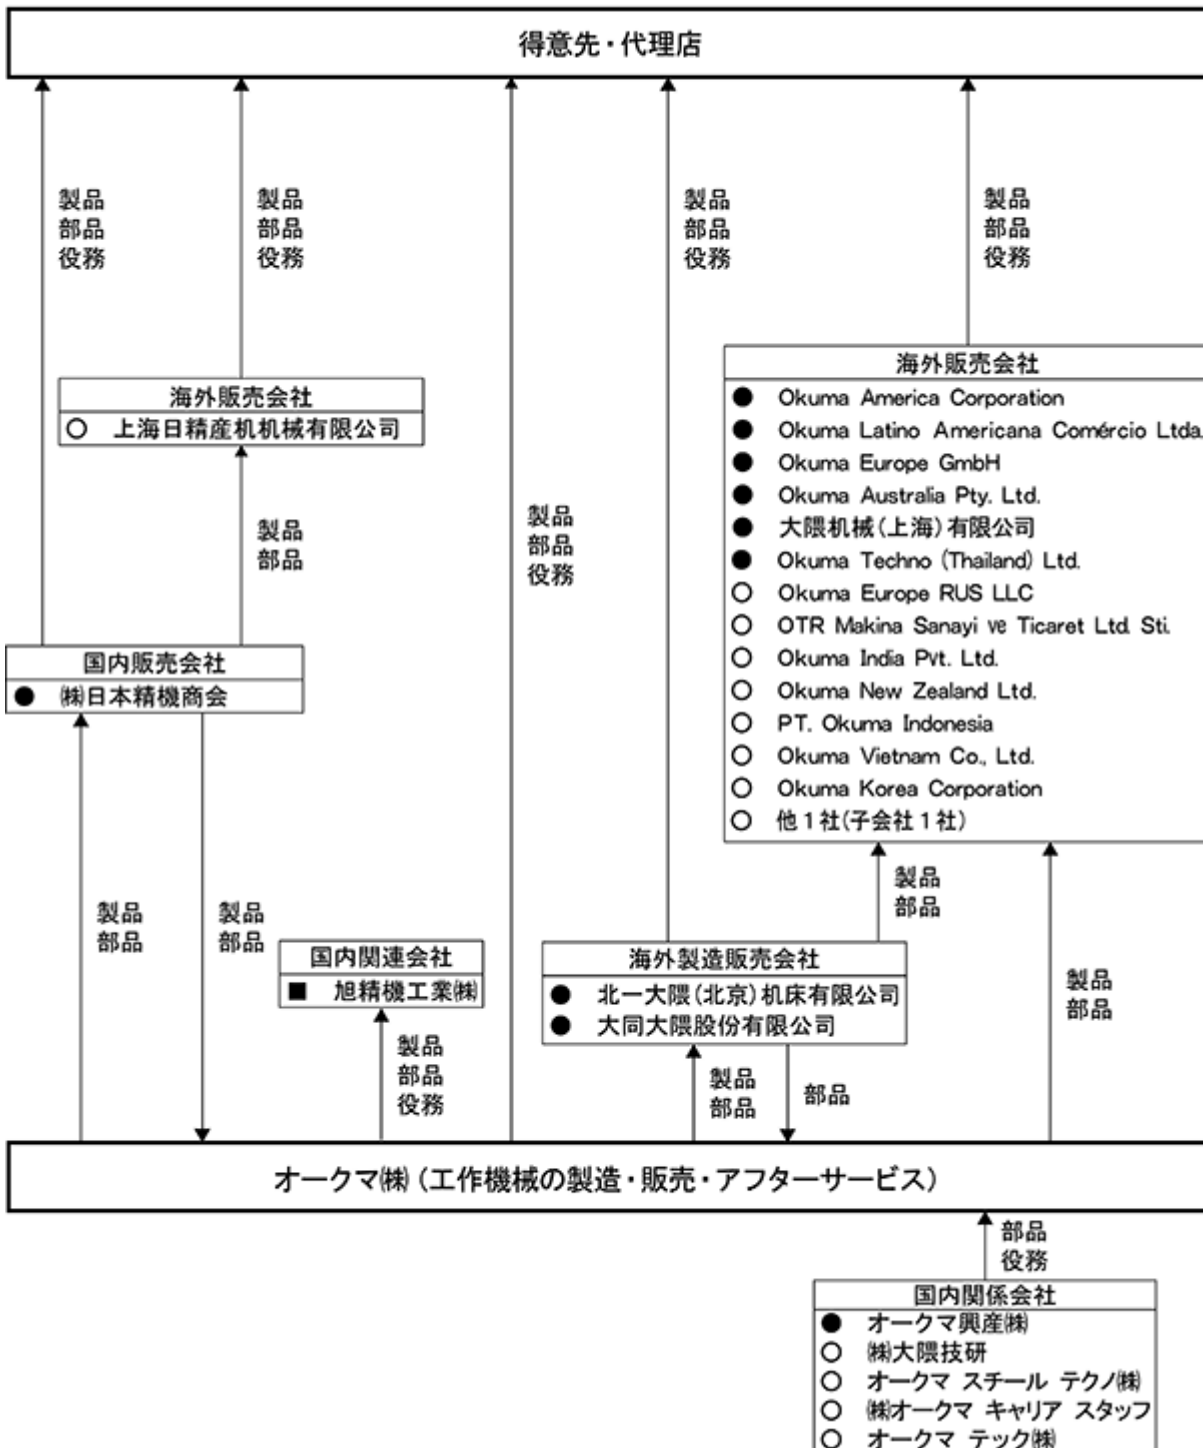 得意先・代理店
製品
部品
役務
製品
部品
役務
製品
部品
役務
製品
部品
役務
海外販売会社
○ 上海日精産机机械有限公司
製品
部品
製品
部品
役務
海外販売会社
● Okuma America Corporation
● Okuma Latino Americana Comércio Ltda.
● Okuma Europe GmbH
● Okuma Australia Pty. Ltd.
● 大隈机械(上海)有限公司
● Okuma Techno (Thailand) Ltd.
○ Okuma Europe RUS LLC
○ OTR Makina Sanayi ve Ticaret Ltd. Sti.
○ Okuma India Pvt. Ltd.
○ Okuma New Zealand Ltd.
○ PT. Okuma Indonesia
○ Okuma Vietnam Co., Ltd.
○ Okuma Korea Corporation
○ 他1社(子会社1社)
国内販売会社
● ㈱日本精機商会
製品
部品
製品
部品
国内関連会社
■ 旭精機工業㈱
製品
部品
役務
海外製造販売会社
● 北一大隈(北京)机床有限公司
● 大同大隈股份有限公司
製品
部品
製品
部品
部品
製品
部品
オークマ㈱(工作機械の製造・販売・アフターサービス)
部品
役務
国内関係会社
● オークマ興産㈱
○ ㈱大隈技研
○ オークマ スチール テクノ㈱
○ ㈱オークマ キャリア スタッフ
○ オークマ テック㈱